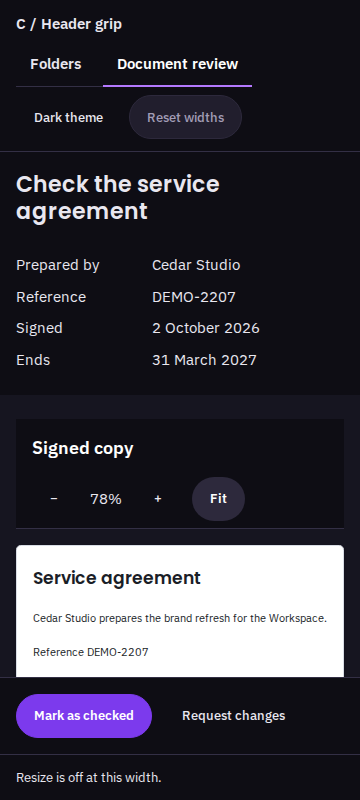 C / Header grip
Folders Document review
Dark theme Reset widths
Check the service
agreement
Prepared by Cedar Studio
Reference DEMO-2207
Signed 2 October 2026
Ends 31 March 2027
Signed copy
− 78% + Fit
Service agreement
Cedar Studio prepares the brand refresh for the Workspace.
Reference DEMO-2207
Mark as checked Request changes
Resize is off at this width.